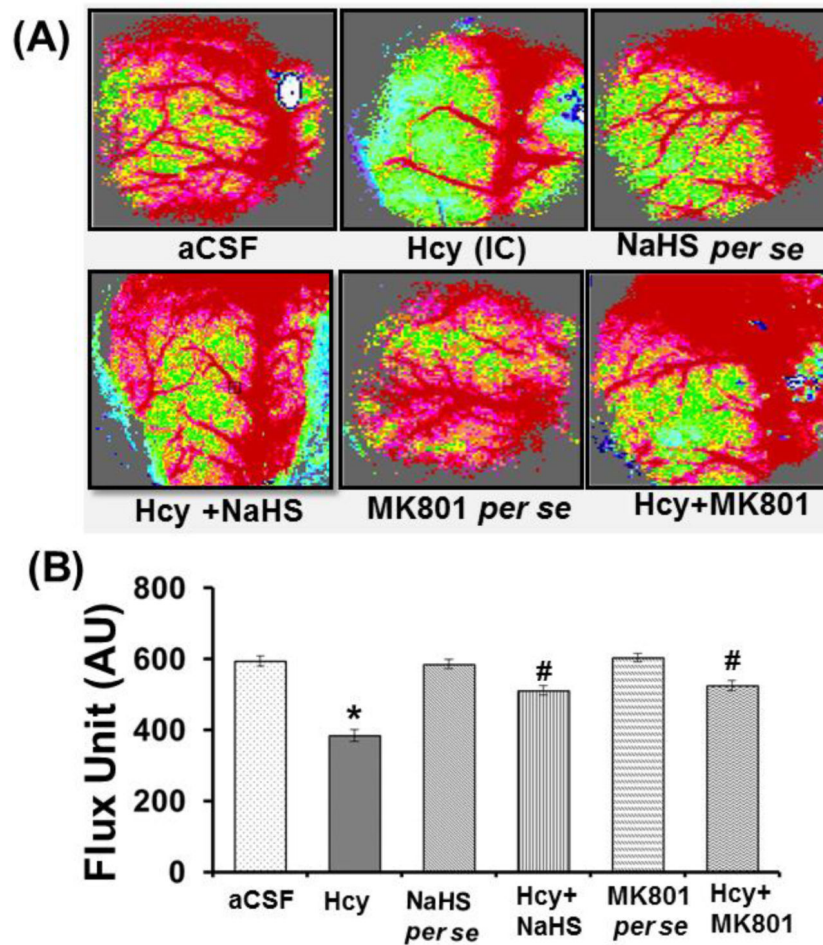 (A)
aCSF Hcy (IC) NaHS per se
Hcy +NaHS MK801 per se Hcy+MK801
(B)
Flux Unit (AU)
800
600
400
200
0
*
#
#
aCSF
Hcy
NaHS
per se
Hcy+
NaHS
MK801
per se
Hcy+
MK801